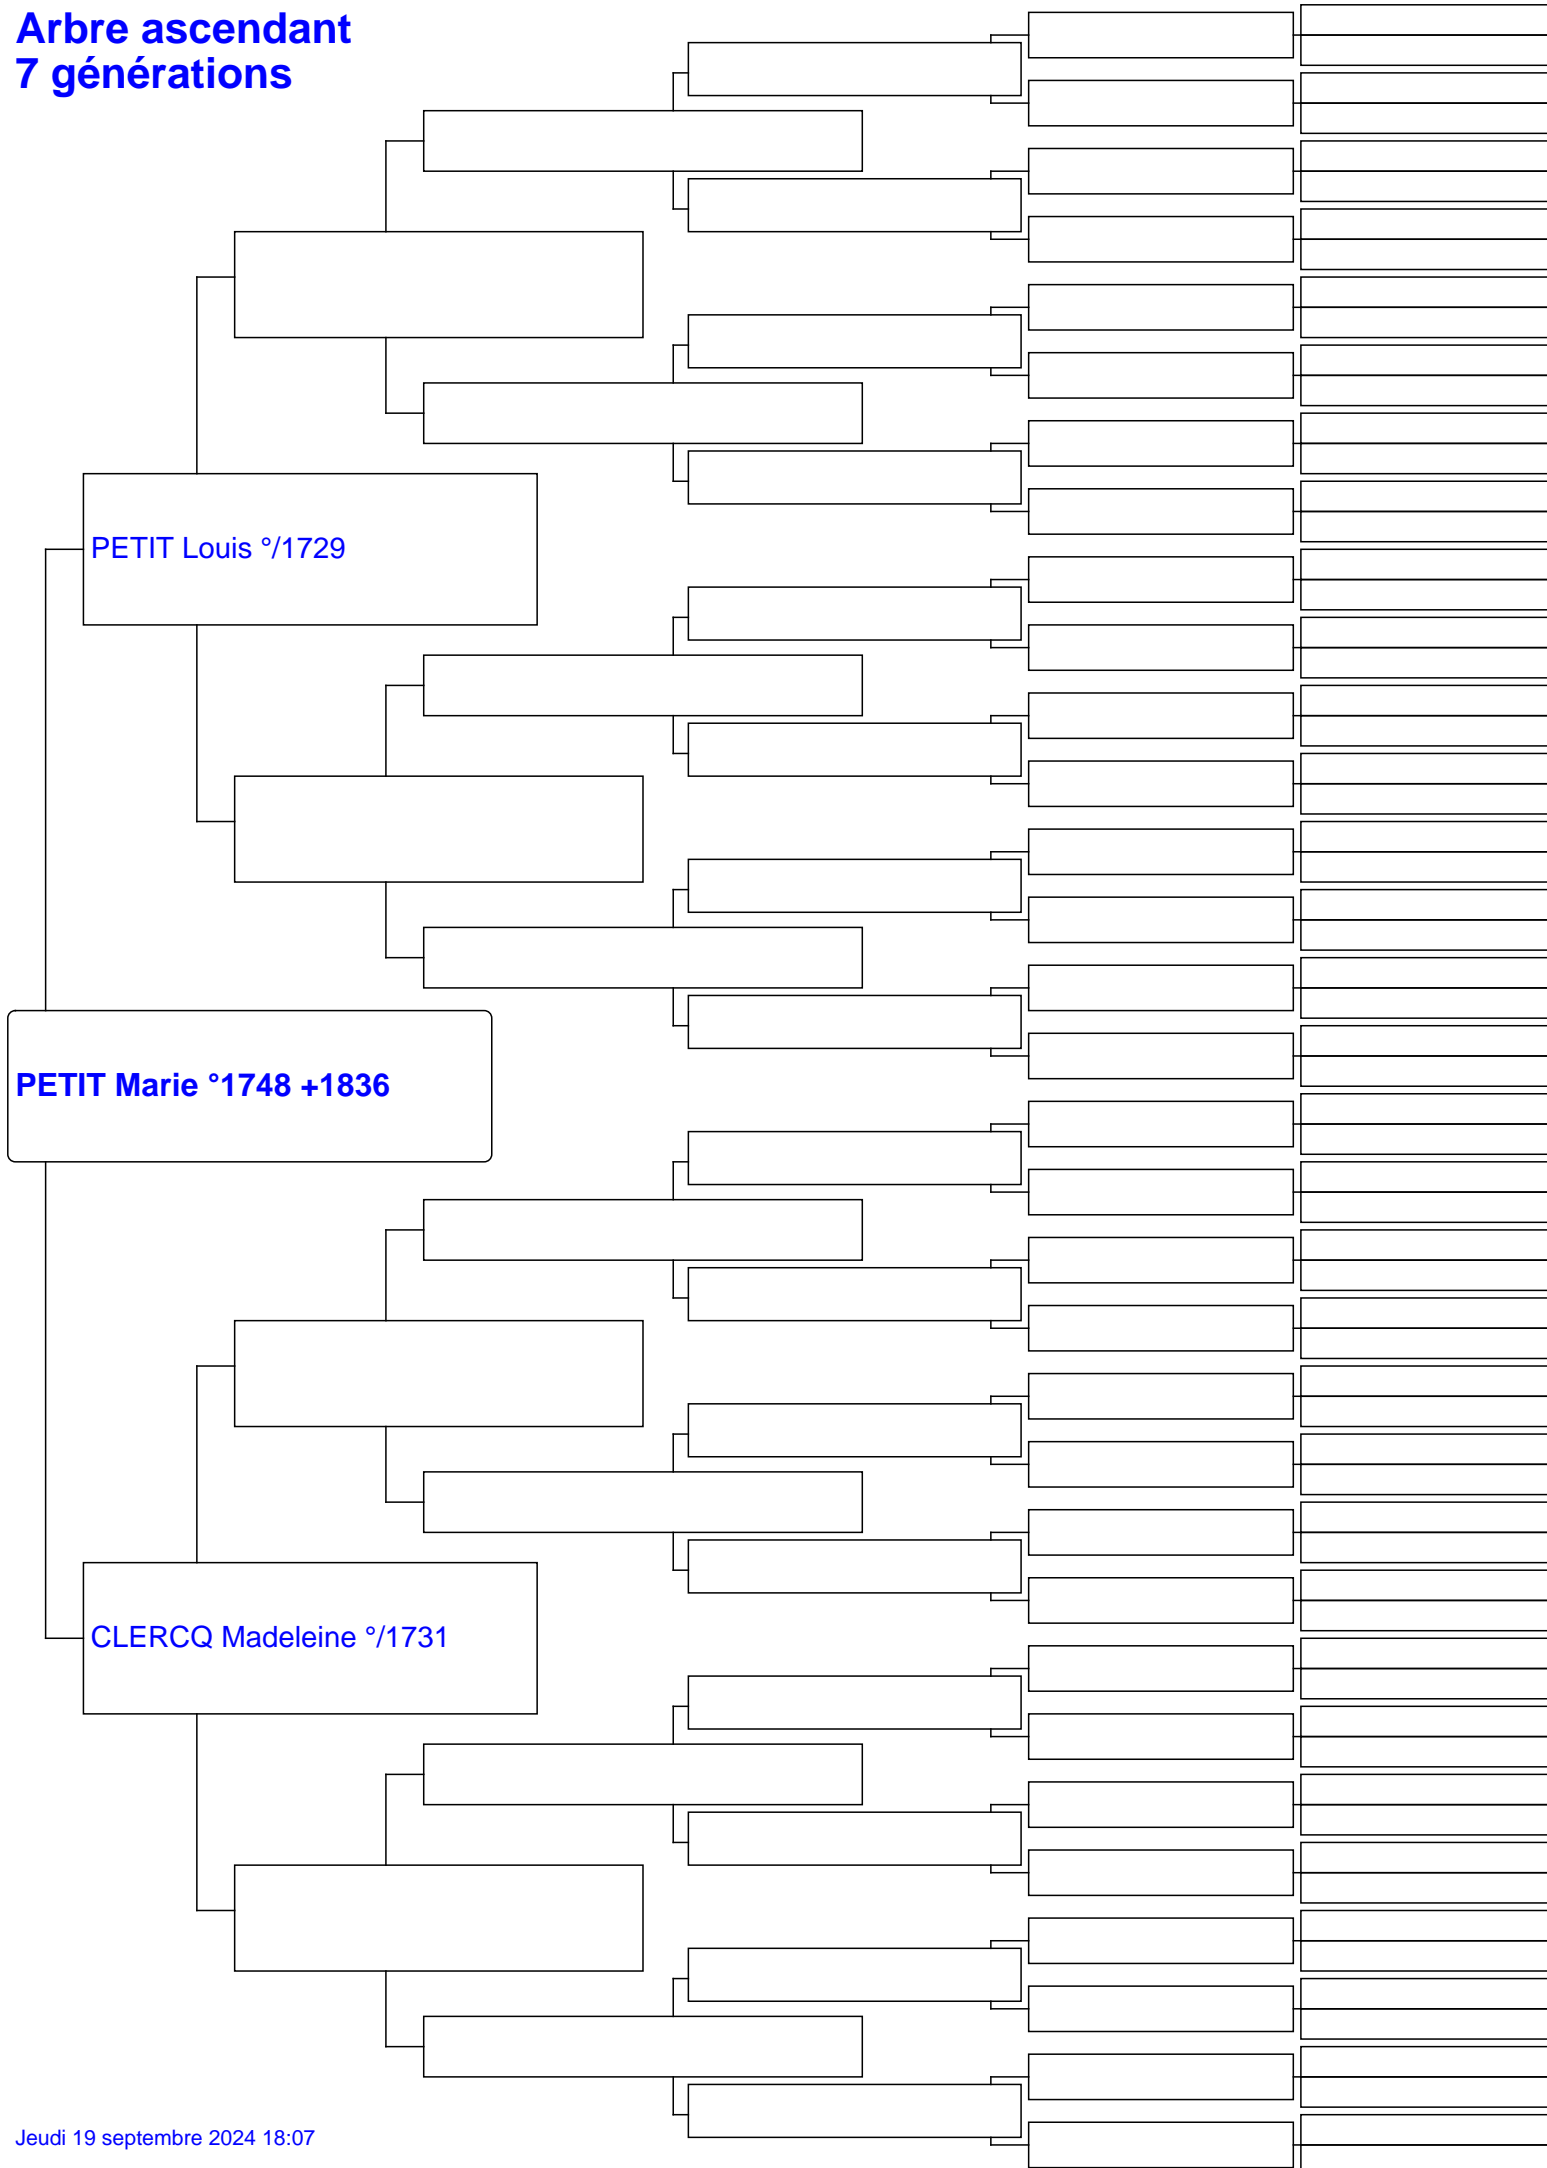 Arbre ascendant
7 générations
PETIT Louis °/1729
PETIT Marie °1748 +1836
CLERCQ Madeleine °/1731
Jeudi 19 septembre 2024 18:07